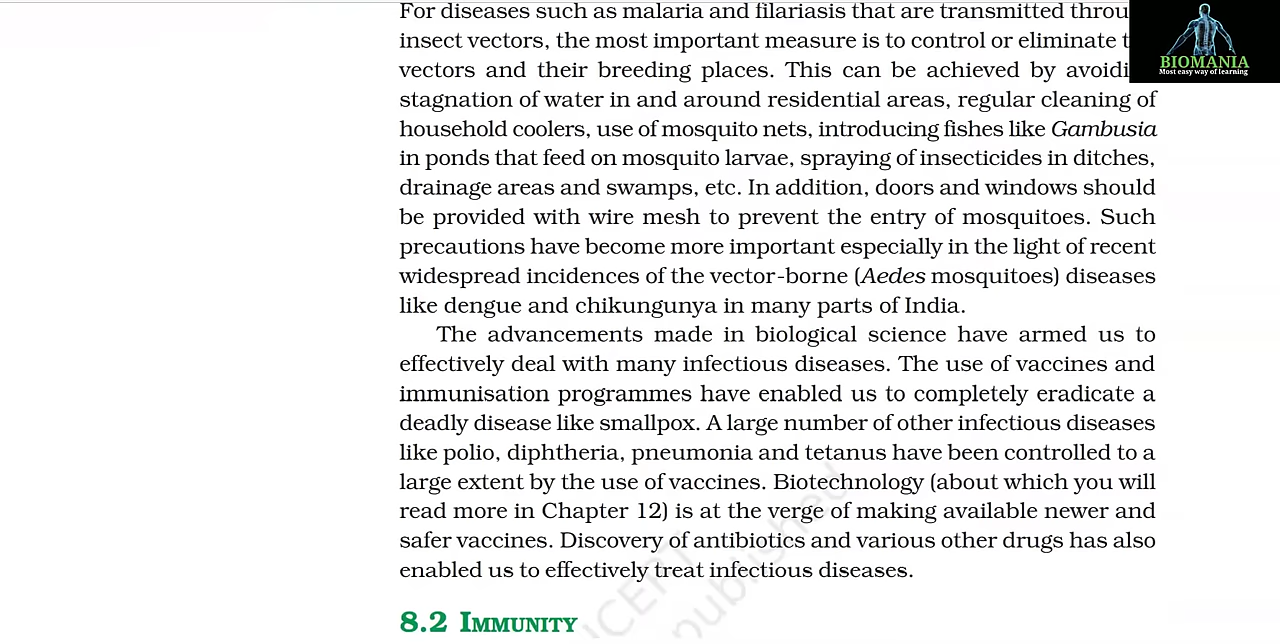 For diseases such as malaria and filariasis that are transmitted throu
insect vectors, the most important measure is to control or eliminate t
vectors and their breeding places. This can be achieved by avoidi
stagnation of water in and around residential areas, regular cleaning of
household coolers, use of mosquito nets, introducing fishes like Gambusia
in ponds that feed on mosquito larvae, spraying of insecticides in ditches,
drainage areas and swamps, etc. In addition, doors and windows should
be provided with wire mesh to prevent the entry of mosquitoes. Such
precautions have become more important especially in the light of recent
widespread incidences of the vector-borne (Aedes mosquitoes) diseases
like dengue and chikungunya in many parts of India.
The advancements made in biological science have armed us to
effectively deal with many infectious diseases. The use of vaccines and
immunisation programmes have enabled us to completely eradicate a
deadly disease like smallpox. A large number of other infectious diseases
like polio, diphtheria, pneumonia and tetanus have been controlled to a
large extent by the use of vaccines. Biotechnology (about which you will
read more in Chapter 12) is at the verge of making available newer and
safer vaccines. Discovery of antibiotics and various other drugs has also
enabled us to effectively treat infectious diseases.
8.2 IMMUNITY
BIOMANIA
Most easy way of learning
NCERT
published